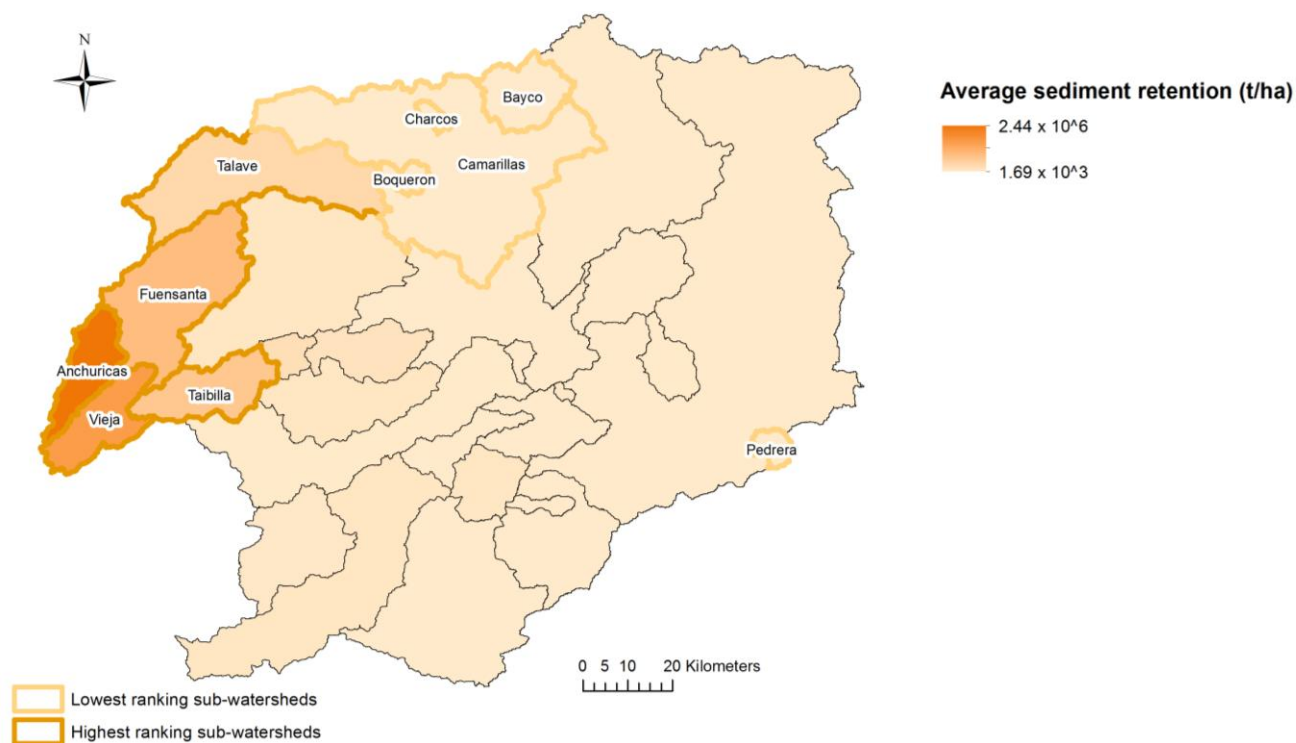 N
Average sediment retention (t/ha)
2.44 x 10^6
1.69 x 10^3
Bayco
Charcos
Camarillas
Talave
Boqueron
Fuensanta
Anchuricas
Taibilla
Vieja
Pedrera
0 5 10 20 Kilometers
Lowest ranking sub-watersheds
Highest ranking sub-watersheds